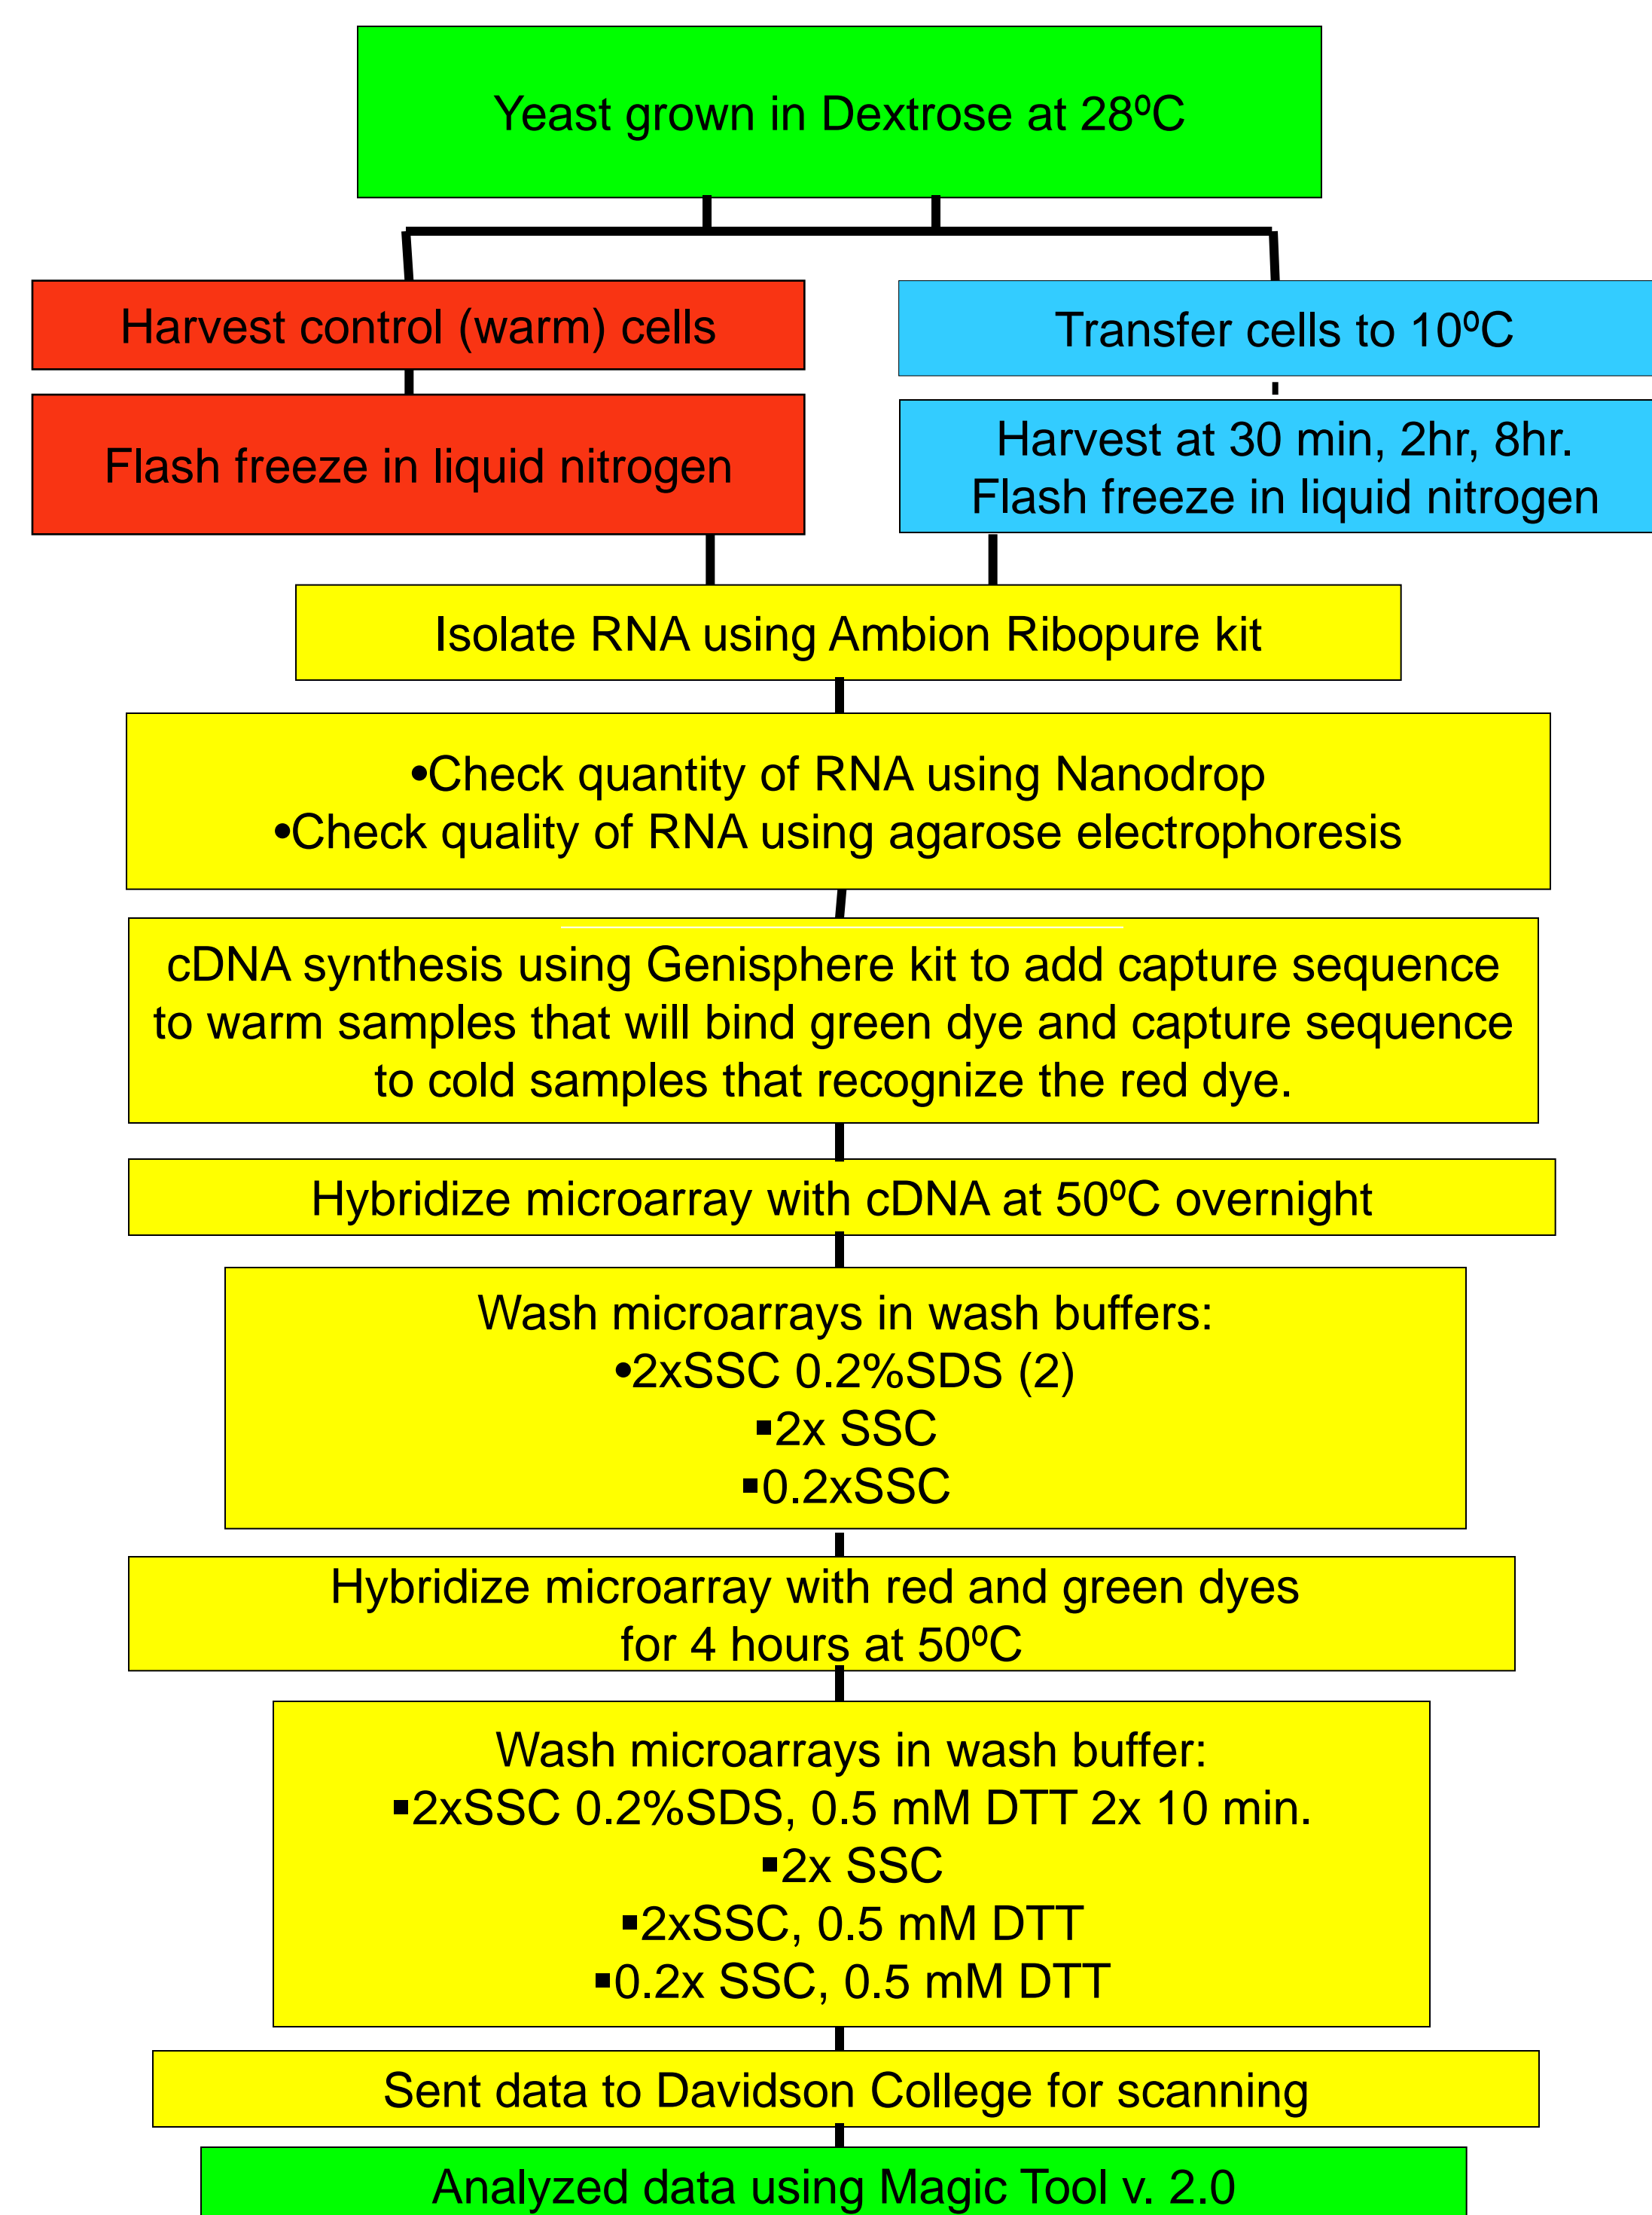 Yeast grown in Dextrose at 28⁰C
Harvest control (warm) cells
Flash freeze in liquid nitrogen
Transfer cells to 10⁰C
Harvest at 30 min, 2hr, 8hr.
Flash freeze in liquid nitrogen
Isolate RNA using Ambion Ribopure kit
•Check quantity of RNA using Nanodrop
•Check quality of RNA using agarose electrophoresis
cDNA synthesis using Genisphere kit to add capture sequence
to warm samples that will bind green dye and capture sequence
to cold samples that recognize the red dye.
Hybridize microarray with cDNA at 50⁰C overnight
Wash microarrays in wash buffers:
•2xSSC 0.2%SDS (2)
▪2x SSC
▪0.2xSSC
Hybridize microarray with red and green dyes
for 4 hours at 50⁰C
Wash microarrays in wash buffer:
▪2xSSC 0.2%SDS, 0.5 mM DTT 2x 10 min.
▪2x SSC
▪2xSSC, 0.5 mM DTT
▪0.2x SSC, 0.5 mM DTT
Sent data to Davidson College for scanning
Analyzed data using Magic Tool v. 2.0